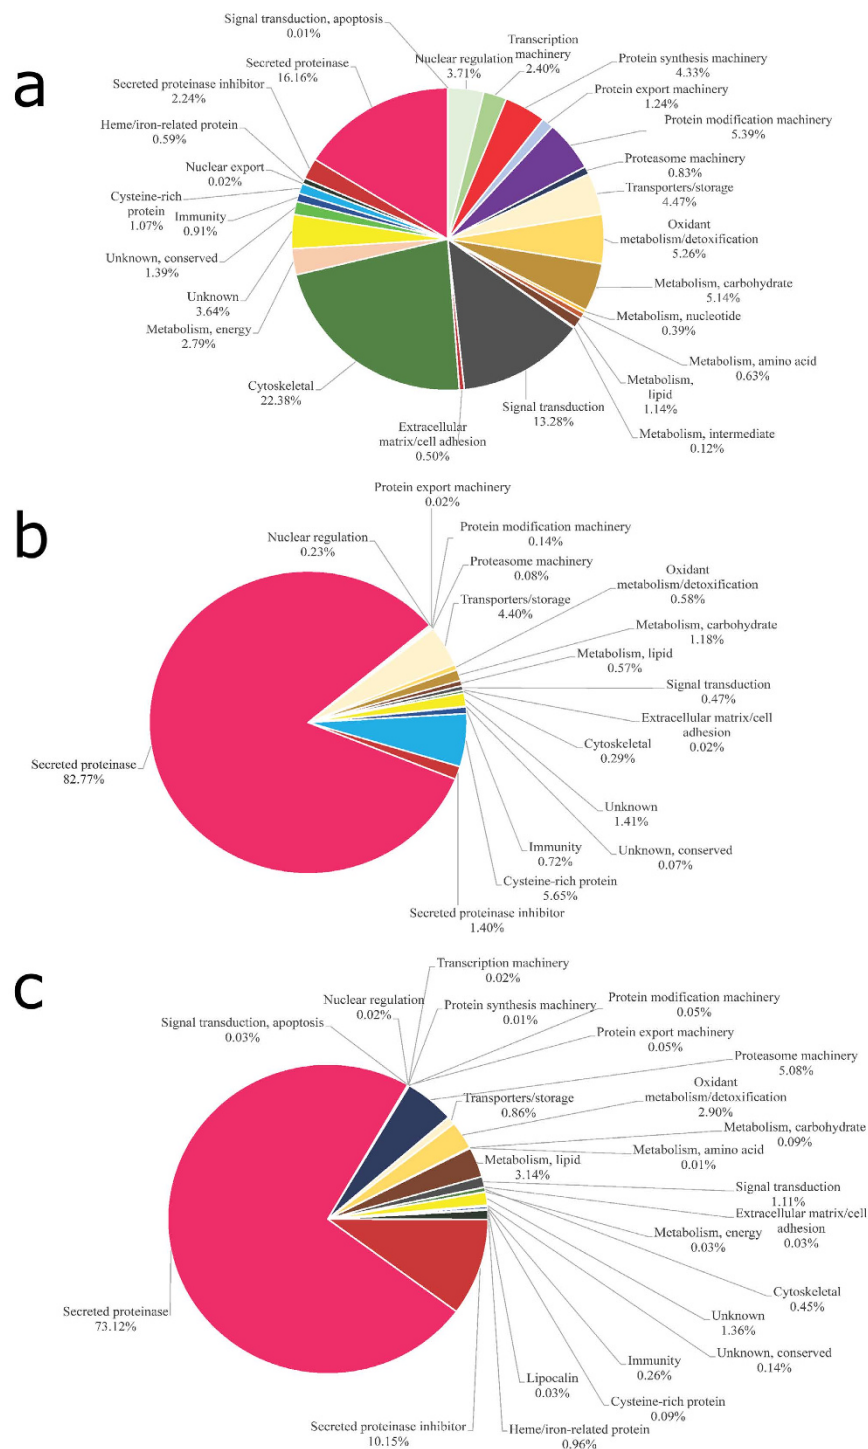 a
Signal transduction, apoptosis
0.01%
Nuclear regulation
3.71%
Transcription
machinery
2.40%
Protein synthesis machinery
4.33%
Protein export machinery
1.24%
Protein modification machinery
5.39%
Proteasome machinery
0.83%
Transporters/storage
4.47%
Oxidant
metabolism/detoxification
5.26%
Metabolism, carbohydrate
5.14%
Metabolism, nucleotide
0.39%
Metabolism, amino acid
0.63%
Metabolism,
lipid
1.14%
Metabolism, intermediate
0.12%
Signal transduction
13.28%
Extracellular
matrix/cell adhesion
0.50%
Cytoskeletal
22.38%
Metabolism, energy
2.79%
Unknown
3.64%
Unknown, conserved
1.39%
Immunity
0.91%
Cysteine-rich
protein
1.07%
Nuclear export
0.02%
Heme/iron-related protein
0.59%
Secreted proteinase inhibitor
2.24%
Secreted proteinase
16.16%
b
Nuclear regulation
0.23%
Protein export machinery
0.02%
Protein modification machinery
0.14%
Proteasome machinery
0.08%
Transporters/storage
4.40%
Oxidant
metabolism/detoxification
0.58%
Metabolism, carbohydrate
1.18%
Metabolism, lipid
0.57%
Signal transduction
0.47%
Extracellular matrix/cell
adhesion
0.02%
Cytoskeletal
0.29%
Unknown
1.41%
Unknown, conserved
0.07%
Immunity
0.72%
Cysteine-rich protein
5.65%
Secreted proteinase inhibitor
1.40%
Secreted proteinase
82.77%
c
Signal transduction, apoptosis
0.03%
Nuclear regulation
0.02%
Transcription machinery
0.02%
Protein synthesis machinery
0.01%
Protein modification machinery
0.05%
Protein export machinery
0.05%
Proteasome machinery
5.08%
Transporters/storage
0.86%
Oxidant
metabolism/detoxification
2.90%
Metabolism, carbohydrate
0.09%
Metabolism, amino acid
0.01%
Metabolism, lipid
3.14%
Signal transduction
1.11%
Extracellular matrix/cell
adhesion
0.03%
Metabolism, energy
0.03%
Cytoskeletal
0.45%
Unknown
1.36%
Unknown, conserved
0.14%
Immunity
0.26%
Cysteine-rich protein
0.09%
Lipocalin
0.03%
Heme/iron-related protein
0.96%
Secreted proteinase inhibitor
10.15%
Secreted proteinase
73.12%